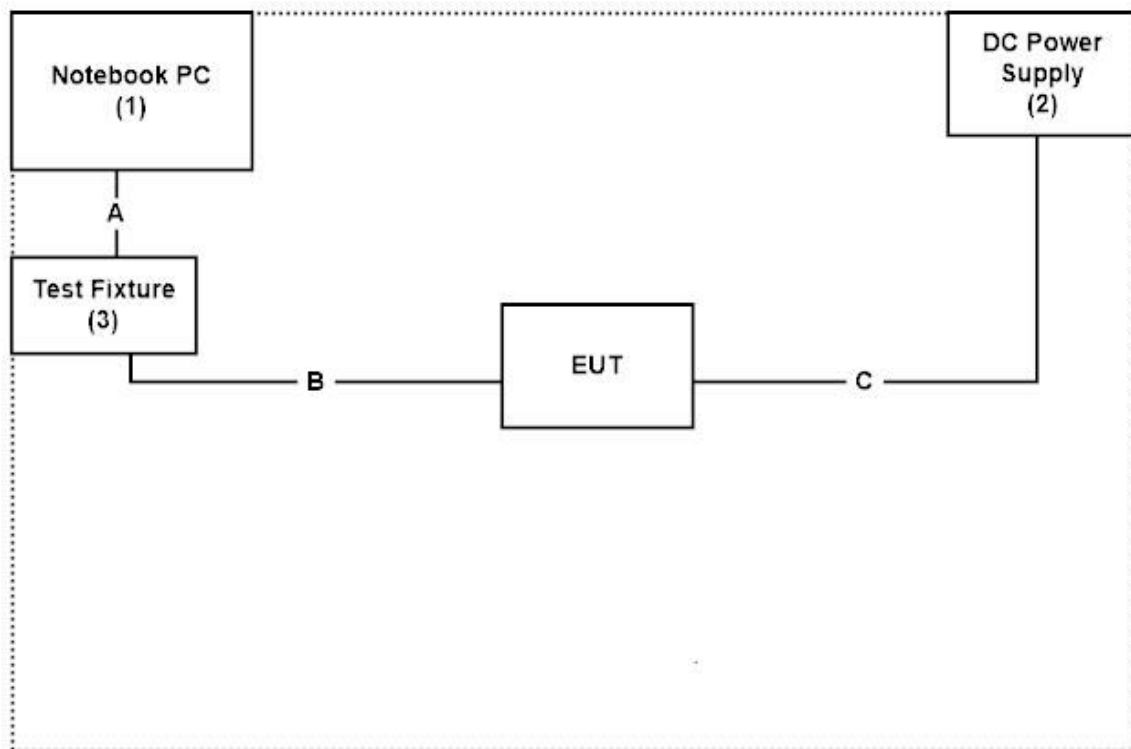 Notebook PC
(1)
DC Power
Supply
(2)
A
Test Fixture
(3)
EUT
B
C